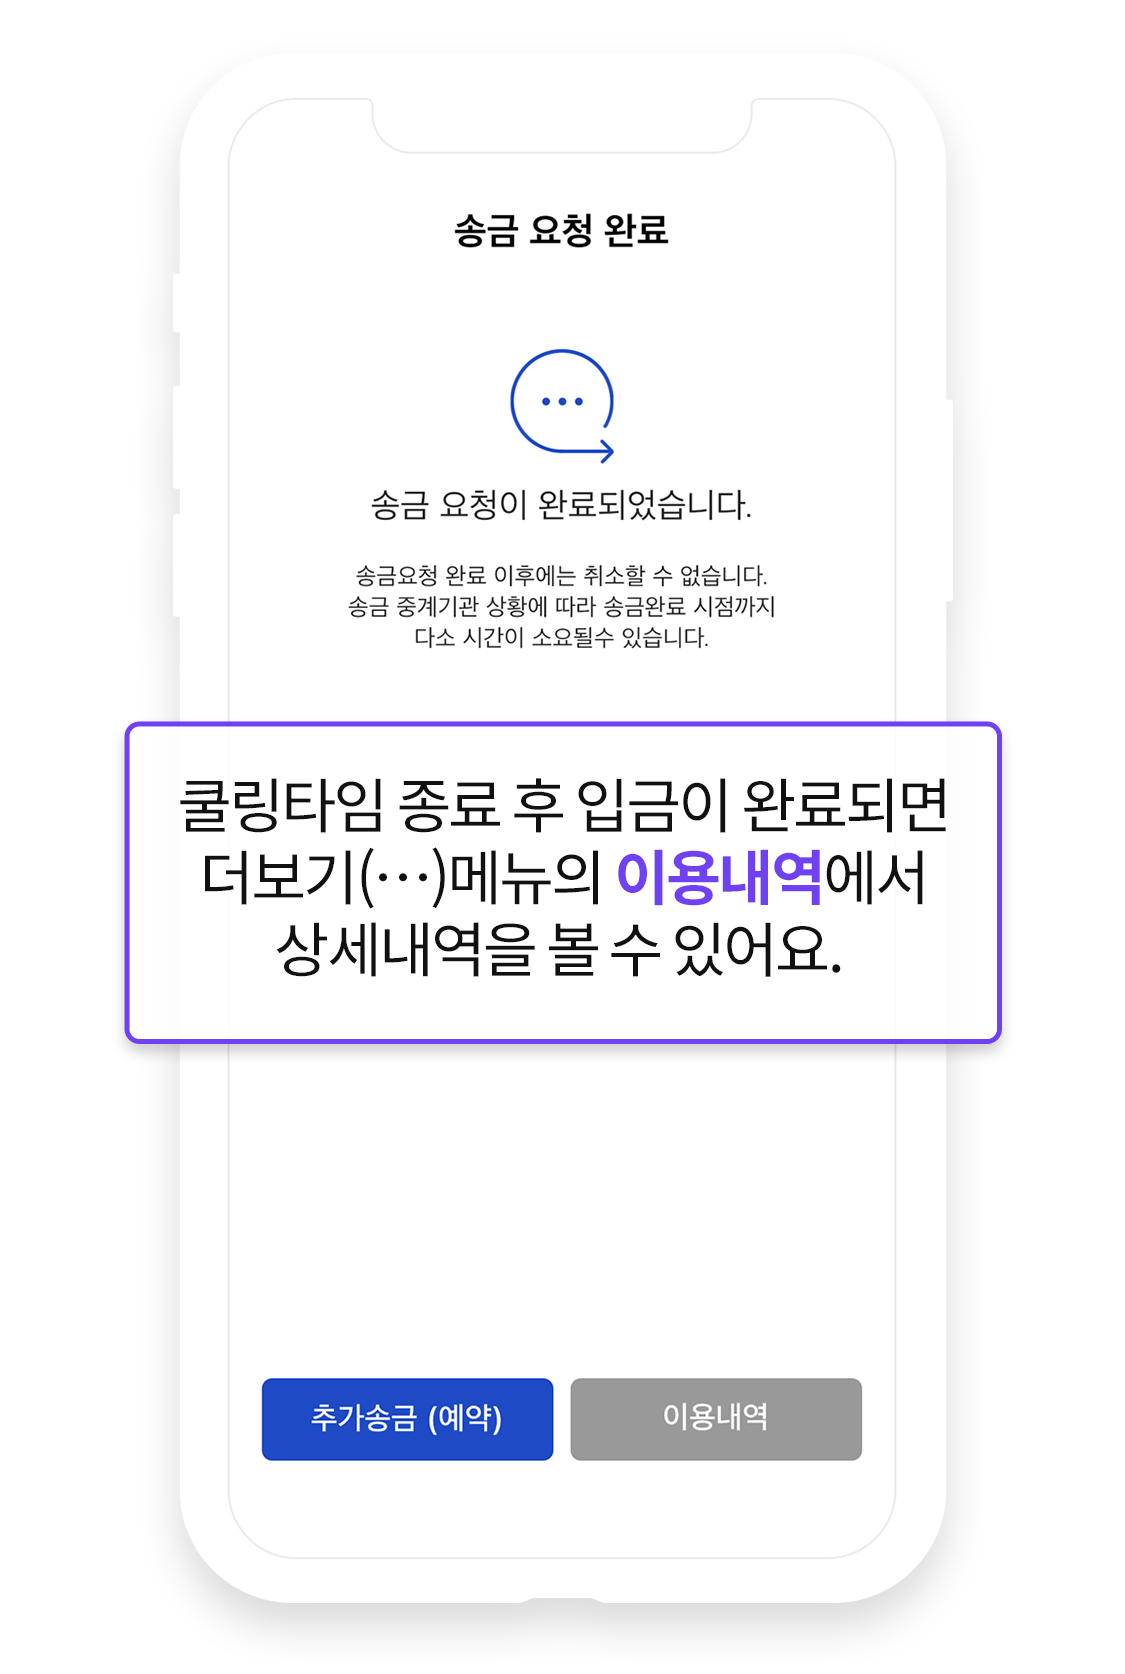 송금 요청 완료
송금 요청이 완료되었습니다.
송금요청 완료 이후에는 취소할 수 없습니다.
송금 중계기관 상황에 따라 송금완료 시점까지
다소 시간이 소요될수 있습니다.
쿨링타임 종료 후 입금이 완료되면
더보기(···)메뉴의 이용내역에서
상세내역을 볼 수 있어요.
추가송금 (예약)
이용내역